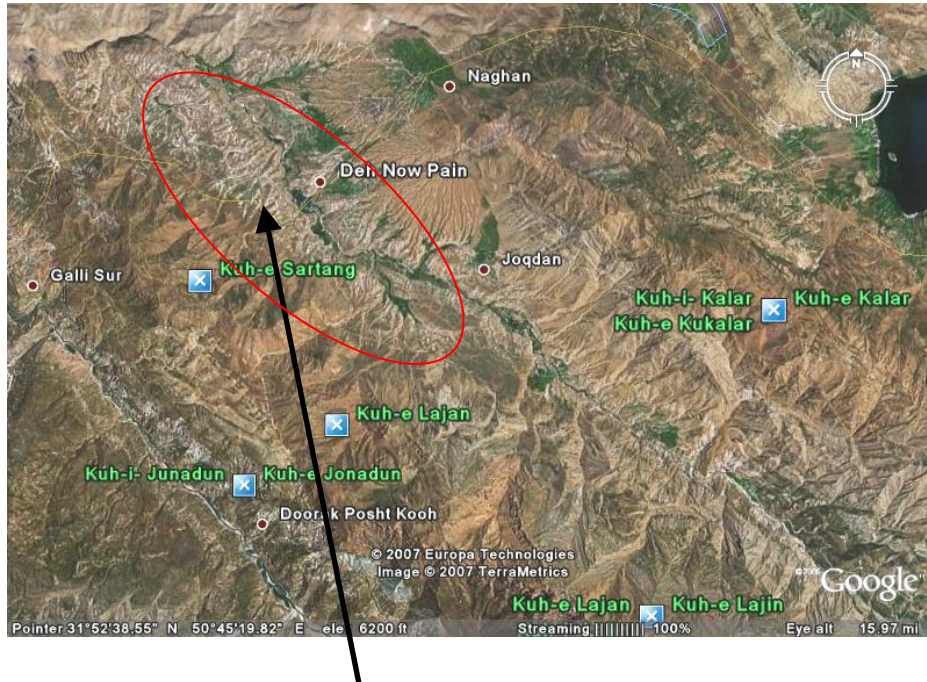 N
Naghan
Deh Now Pain
Joqdan
Galli Sur
Kuh-e Sartang
Kuh-i- Kalar Kuh-e Kalar
Kuh-e Kukalar
Kuh-e Lajan
Kuh-i- Junadun Kuh-e Jonadun
Doorak Posht Kooh
© 2007 Europa Technologies
Image © 2007 TerraMetrics
Google
Kuh-e Lajan Kuh-e Lajin
Pointer 31°52'38.55" N 50°45'19.82" E elev 6200 ft Streaming ||||||||| 100% Eye alt 15.97 mi